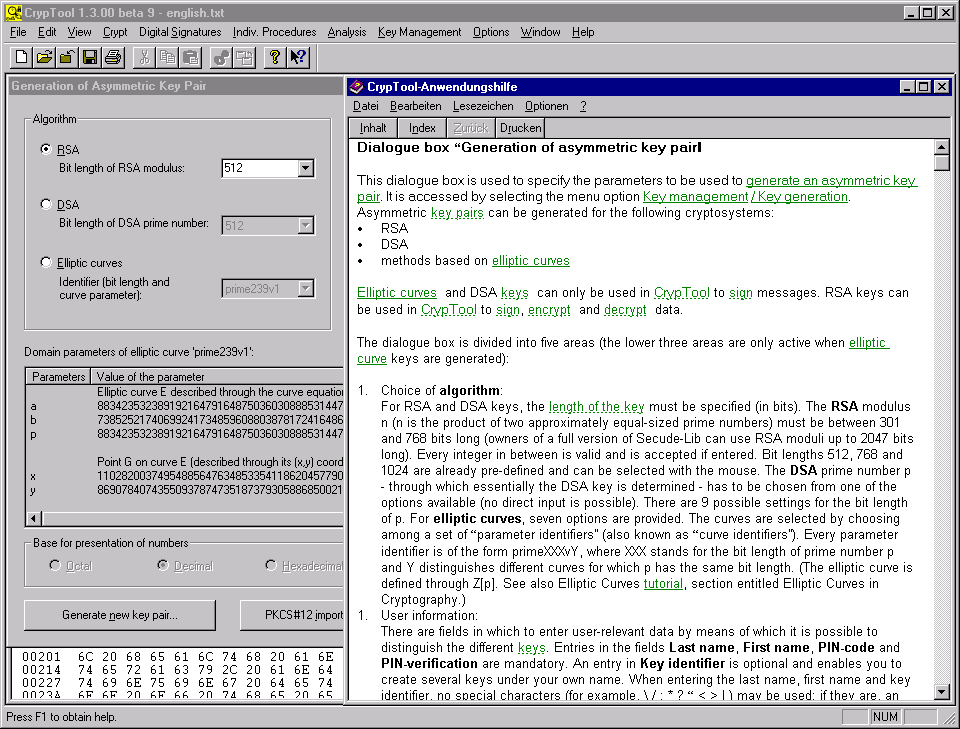 CrypTool 1.3.00 beta 9 - english.txt
File Edit View Crypt Digital Signatures Indiv. Procedures Analysis Key Management Options Window Help
Generation of Asymmetric Key Pair
Algorithm
RSA
Bit length of RSA modulus: 512
DSA
Bit length of DSA prime number: 512
Elliptic curves
Identifier (bit length and
curve parameter): prime239v1
Domain parameters of elliptic curve 'prime239v1':
Parameters Value of the parameter
Elliptic curve E described through the curve equation
a 883423532389192164791648750360308885314476
b 738525217406992417348596088038781724164860
p 883423532389192164791648750360308885314476
Point G on curve E (described through its (x,y) coord
x 110282003749548856476348533541186204577905
y 869078407435509378747351873793058868500210
Base for presentation of numbers
Octal Decimal Hexadecimal
Generate new key pair... PKCS#12 import
00201 6C 20 68 65 61 6C 74 68 20 61 6E
00214 74 65 72 61 63 79 2C 20 61 6E 64
00227 74 69 6E 75 69 6E 67 20 64 65 74
0023A 6E 6F 20 6E 66 20 74 68 65 20 65
Press F1 to obtain help.
NUM
CrypTool-Anwendungshilfe
Datei Bearbeiten Lesezeichen Optionen ?
Inhalt Index Zurück Drucken
Dialogue box “Generation of asymmetric key pair
This dialogue box is used to specify the parameters to be used to generate an asymmetric key
pair. It is accessed by selecting the menu option Key management / Key generation.
Asymmetric key pairs can be generated for the following cryptosystems:
• RSA
• DSA
• methods based on elliptic curves
Elliptic curves and DSA keys can only be used in CrypTool to sign messages. RSA keys can
be used in CrypTool to sign, encrypt and decrypt data.
The dialogue box is divided into five areas (the lower three areas are only active when elliptic
curve keys are generated):
1. Choice of algorithm:
For RSA and DSA keys, the length of the key must be specified (in bits). The RSA modulus
n (n is the product of two approximately equal-sized prime numbers) must be between 301
and 768 bits long (owners of a full version of Secude-Lib can use RSA moduli up to 2047 bits
long). Every integer in between is valid and is accepted if entered. Bit lengths 512, 768 and
1024 are already pre-defined and can be selected with the mouse. The DSA prime number p
- through which essentially the DSA key is determined - has to be chosen from one of the
options available (no direct input is possible). There are 9 possible settings for the bit length
of p. For elliptic curves, seven options are provided. The curves are selected by choosing
among a set of “parameter identifiers” (also known as “curve identifiers”). Every parameter
identifier is of the form primeXXXvY, where XXX stands for the bit length of prime number p
and Y distinguishes different curves for which p has the same bit length. (The elliptic curve is
defined through Z[p]. See also Elliptic Curves tutorial, section entitled Elliptic Curves in
Cryptography.)
1. User information:
There are fields in which to enter user-relevant data by means of which it is possible to
distinguish the different keys. Entries in the fields Last name, First name, PIN-code and
PIN-verification are mandatory. An entry in Key identifier is optional and enables you to
create several keys under your own name. When entering the last name, first name and key
identifier, no special characters (for example, \ / : * ? “ < > | ) may be used; if they are, an